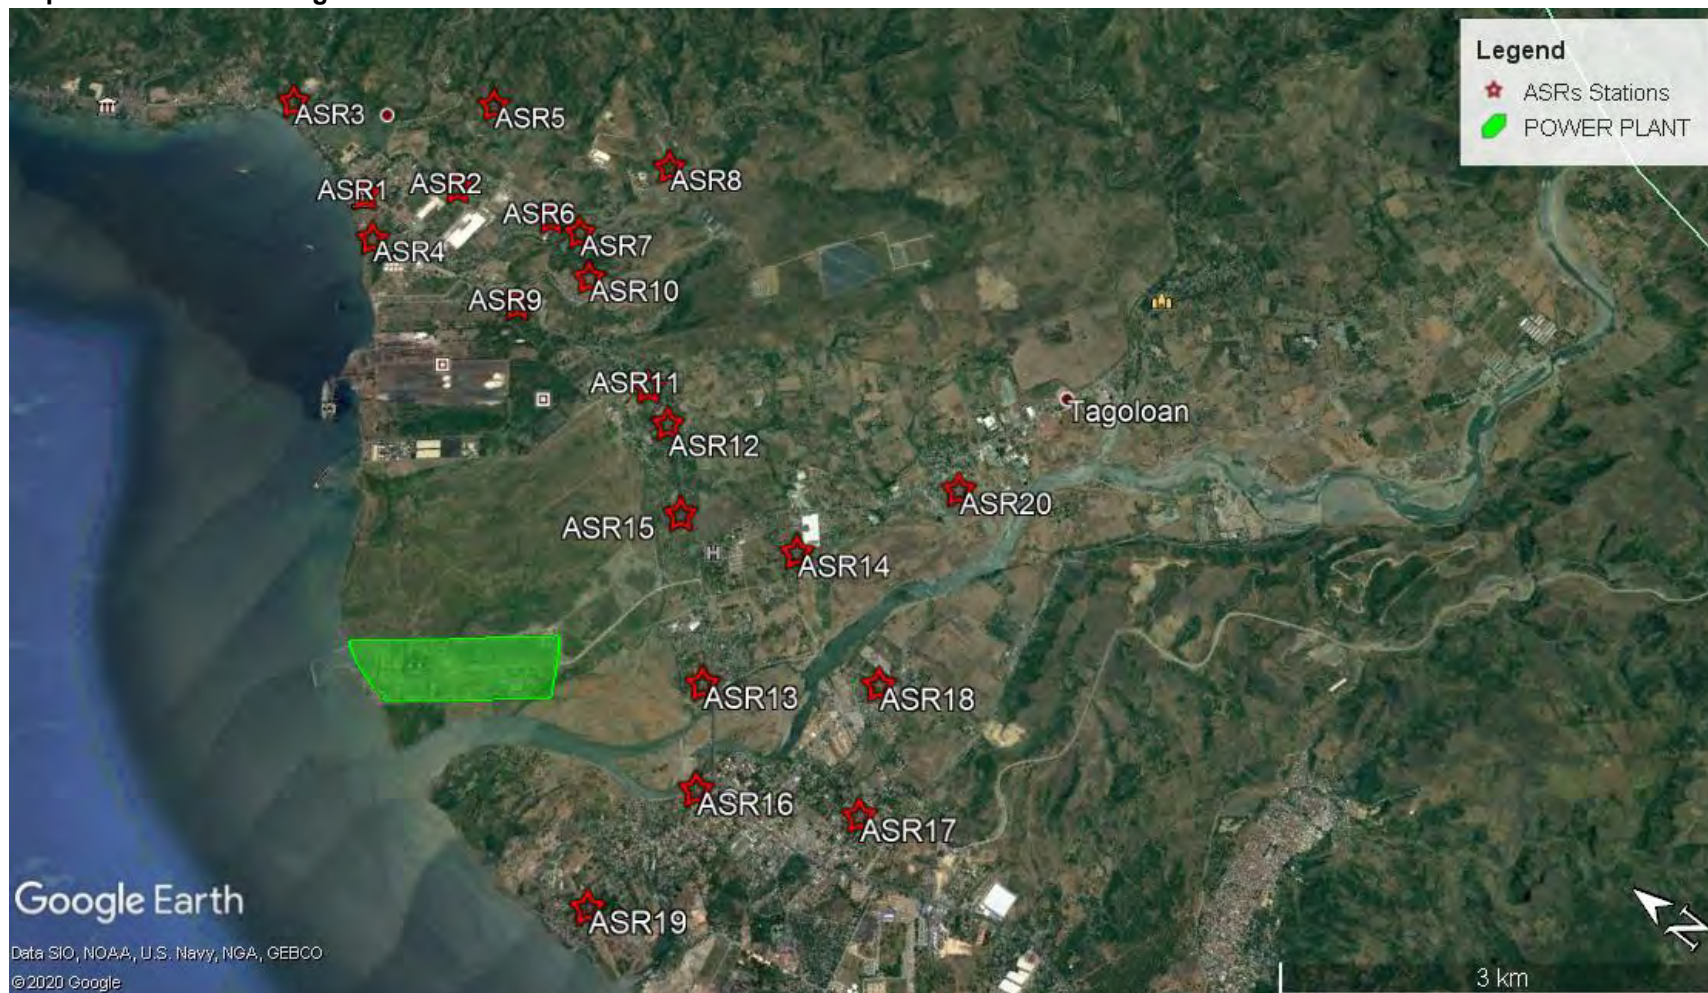 Legend
ASRs Stations
POWER PLANT
ASR3
ASR5
ASR8
ASR1
ASR2
ASR6
ASR7
ASR4
ASR10
ASR9
ASR11
Tagoloan
ASR12
ASR20
ASR15
H
ASR14
ASR13
ASR18
ASR16
ASR17
ASR19
Google Earth
N
Data SIO, NOAA, U.S. Navy, NGA, GEBCO
©2020 Google
3 km